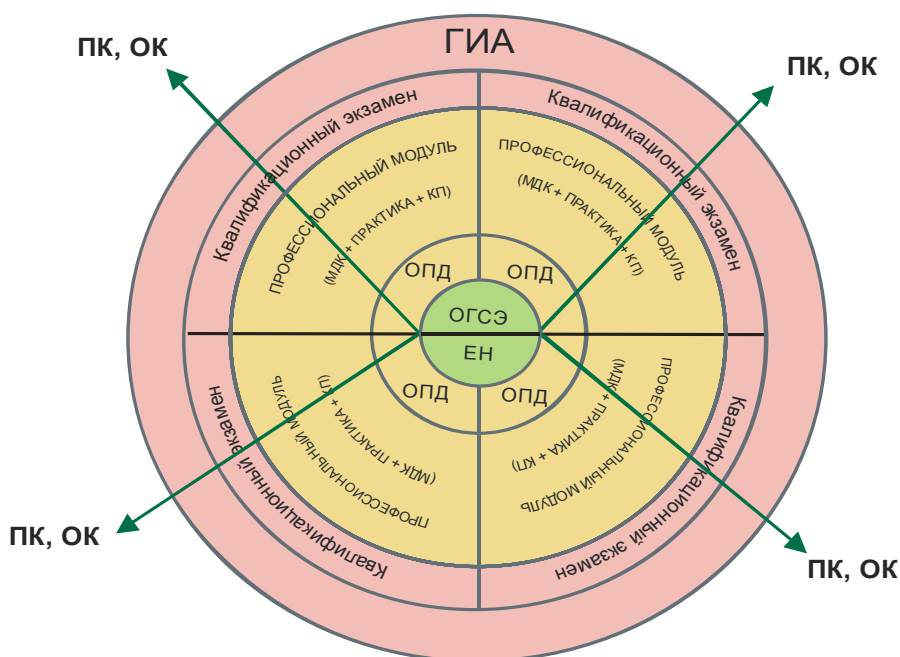 ГИА
ПК, ОК
ПК, ОК
Квалификационный экзамен
Квалификационный экзамен
ПРОФЕССИОНАЛЬНЫЙ МОДУЛЬ
(МДК + ПРАКТИКА + КП)
ПРОФЕССИОНАЛЬНЫЙ МОДУЛЬ
(МДК + ПРАКТИКА + КП)
ОПД
ОПД
ОГСЭ
ЕН
ОПД
ОПД
(МДК + ПРАКТИКА + КП)
ПРОФЕССИОНАЛЬНЫЙ МОДУЛЬ
(МДК + ПРАКТИКА + КП)
ПРОФЕССИОНАЛЬНЫЙ МОДУЛЬ
Квалификационный экзамен
Квалификационный экзамен
ПК, ОК
ПК, ОК